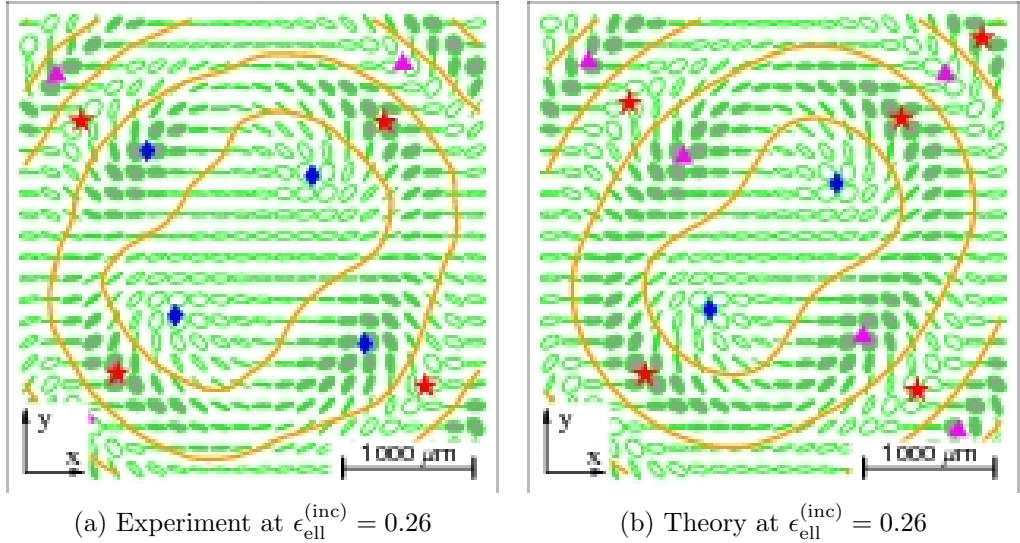 y
x
1000 μm
y
x
1000 μm
(a) Experiment at ϵ_ell^(inc) = 0.26
(b) Theory at ϵ_ell^(inc) = 0.26